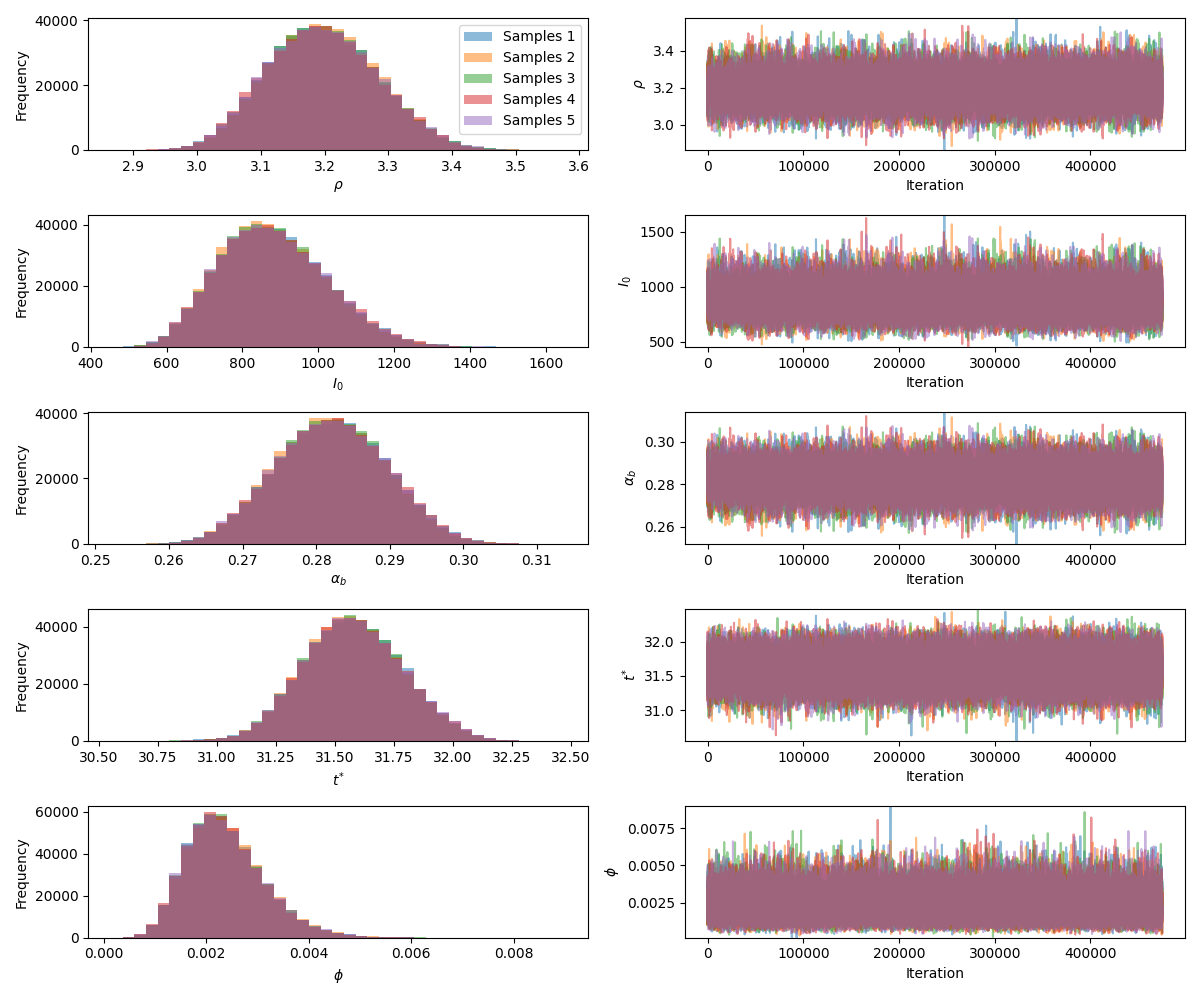 40000
20000
0
Frequency
Samples 1
Samples 2
Samples 3
Samples 4
Samples 5
2.9 3.0 3.1 3.2 3.3 3.4 3.5 3.6
ρ
3.4
3.2
3.0
ρ
0 100000 200000 300000 400000
Iteration
40000
20000
0
Frequency
400 600 800 1000 1200 1400 1600
I₀
1500
1000
500
I₀
0 100000 200000 300000 400000
Iteration
40000
20000
0
Frequency
0.25 0.26 0.27 0.28 0.29 0.30 0.31
α_b
0.30
0.28
0.26
α_b
0 100000 200000 300000 400000
Iteration
40000
20000
0
Frequency
30.50 30.75 31.00 31.25 31.50 31.75 32.00 32.25 32.50
t*
32.0
31.5
31.0
t*
0 100000 200000 300000 400000
Iteration
60000
40000
20000
0
Frequency
0.000 0.002 0.004 0.006 0.008
ϕ
0.0075
0.0050
0.0025
ϕ
0 100000 200000 300000 400000
Iteration